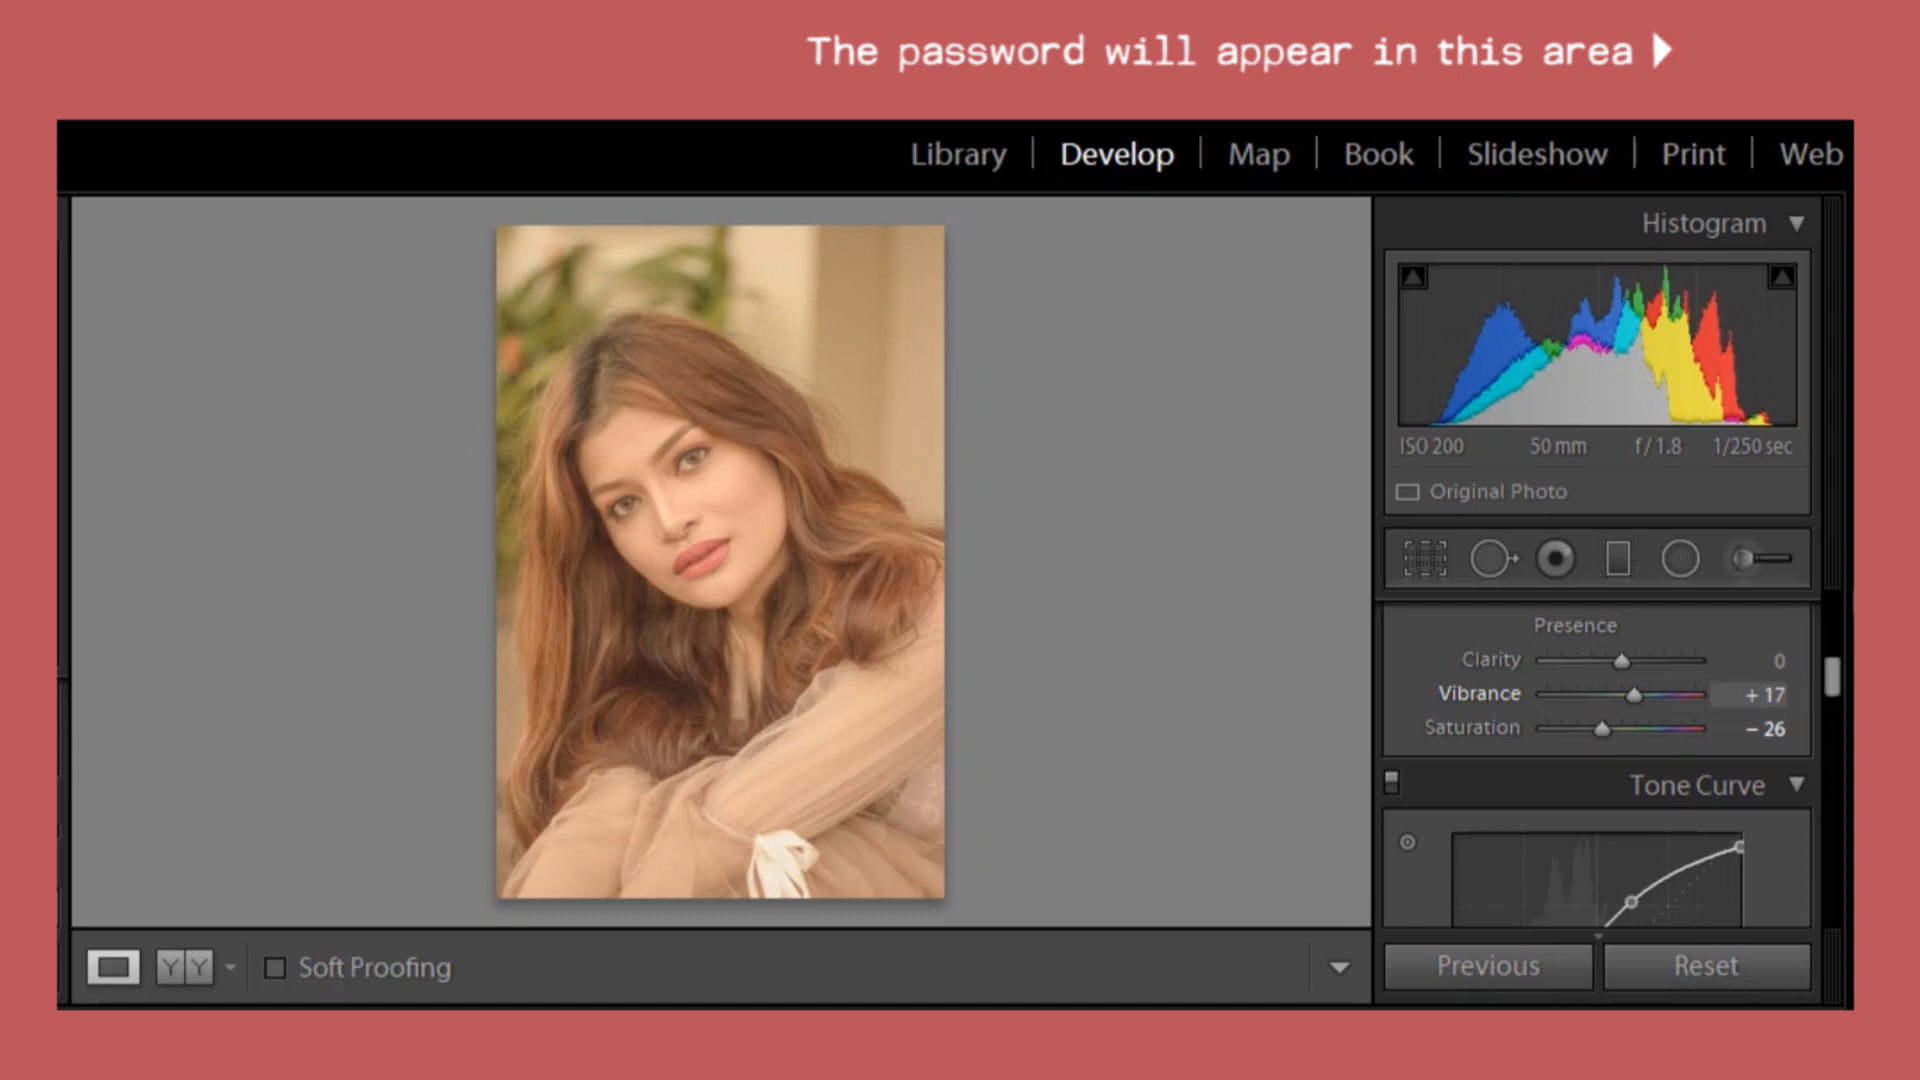 The password will appear in this area
Library | Develop | Map | Book | Slideshow | Print | Web
Histogram
ISO 200 50 mm f / 1.8 1/250 sec
Original Photo
Presence
Clarity 0
Vibrance + 17
Saturation - 26
Tone Curve
Y Y Soft Proofing
Previous Reset